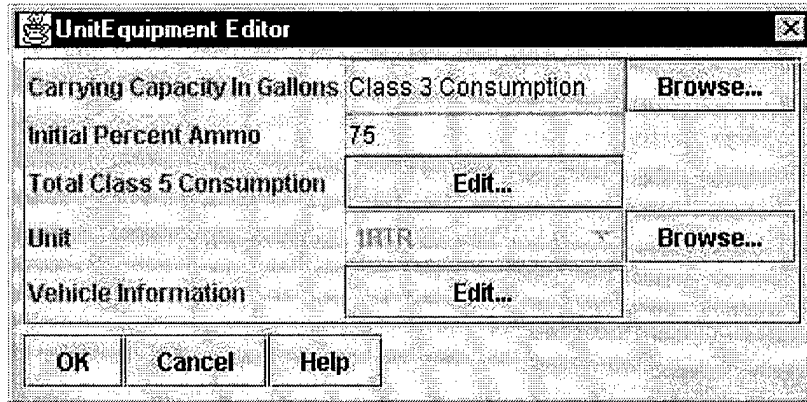 UnitEquipment Editor
Carrying Capacity In Gallons Class 3 Consumption Browse...
Initial Percent Ammo 75
Total Class 5 Consumption Edit...
Unit 1RTR Browse...
Vehicle Information Edit...
OK Cancel Help